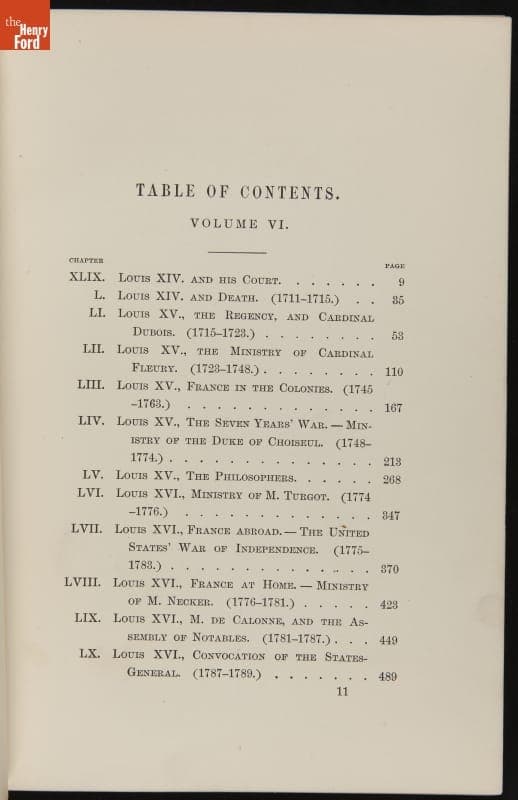 the
Henry
Ford
TABLE OF CONTENTS.
VOLUME VI.
CHAPTER PAGE
XLIX. Louis XIV. and his Court. . . . . . . 9
L. Louis XIV. and Death. (1711–1715.) . . 35
LI. Louis XV., the Regency, and Cardinal
Dubois. (1715–1723.) . . . . . . . . 53
LII. Louis XV., the Ministry of Cardinal
Fleury. (1723–1748.) . . . . . . . . 110
LIII. Louis XV., France in the Colonies. (1745
–1763.) . . . . . . . . . . . . . 167
LIV. Louis XV., The Seven Years' War. — Min-
istry of the Duke of Choiseul. (1748–
1774.) . . . . . . . . . . . . . . 213
LV. Louis XV., The Philosophers. . . . . . 268
LVI. Louis XVI., Ministry of M. Turgot. (1774
–1776.) . . . . . . . . . . . . . 347
LVII. Louis XVI., France abroad. — The United
States' War of Independence. (1775–
1783.) . . . . . . . . . . . . . . 370
LVIII. Louis XVI., France at Home. — Ministry
of M. Necker. (1776–1781.) . . . . . 423
LIX. Louis XVI., M. de Calonne, and the As-
sembly of Notables. (1781–1787.) . . . 449
LX. Louis XVI., Convocation of the States-
General. (1787–1789.) . . . . . . . 489
11